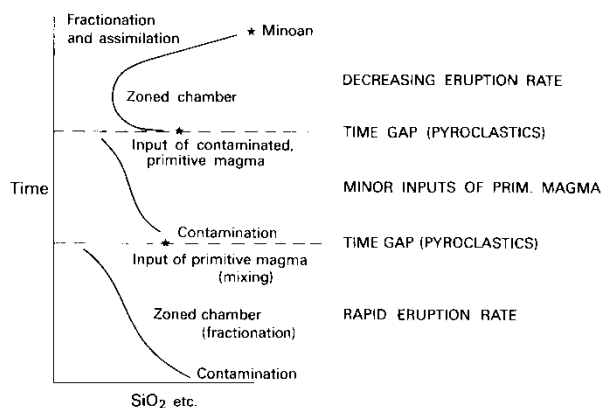 Fractionation
and assimilation
★ Minoan
Zoned chamber
DECREASING ERUPTION RATE
TIME GAP (PYROCLASTICS)
Input of contaminated,
primitive magma
Time
MINOR INPUTS OF PRIM. MAGMA
Contamination
TIME GAP (PYROCLASTICS)
Input of primitive magma
(mixing)
Zoned chamber
(fractionation)
RAPID ERUPTION RATE
Contamination
SiO₂ etc.